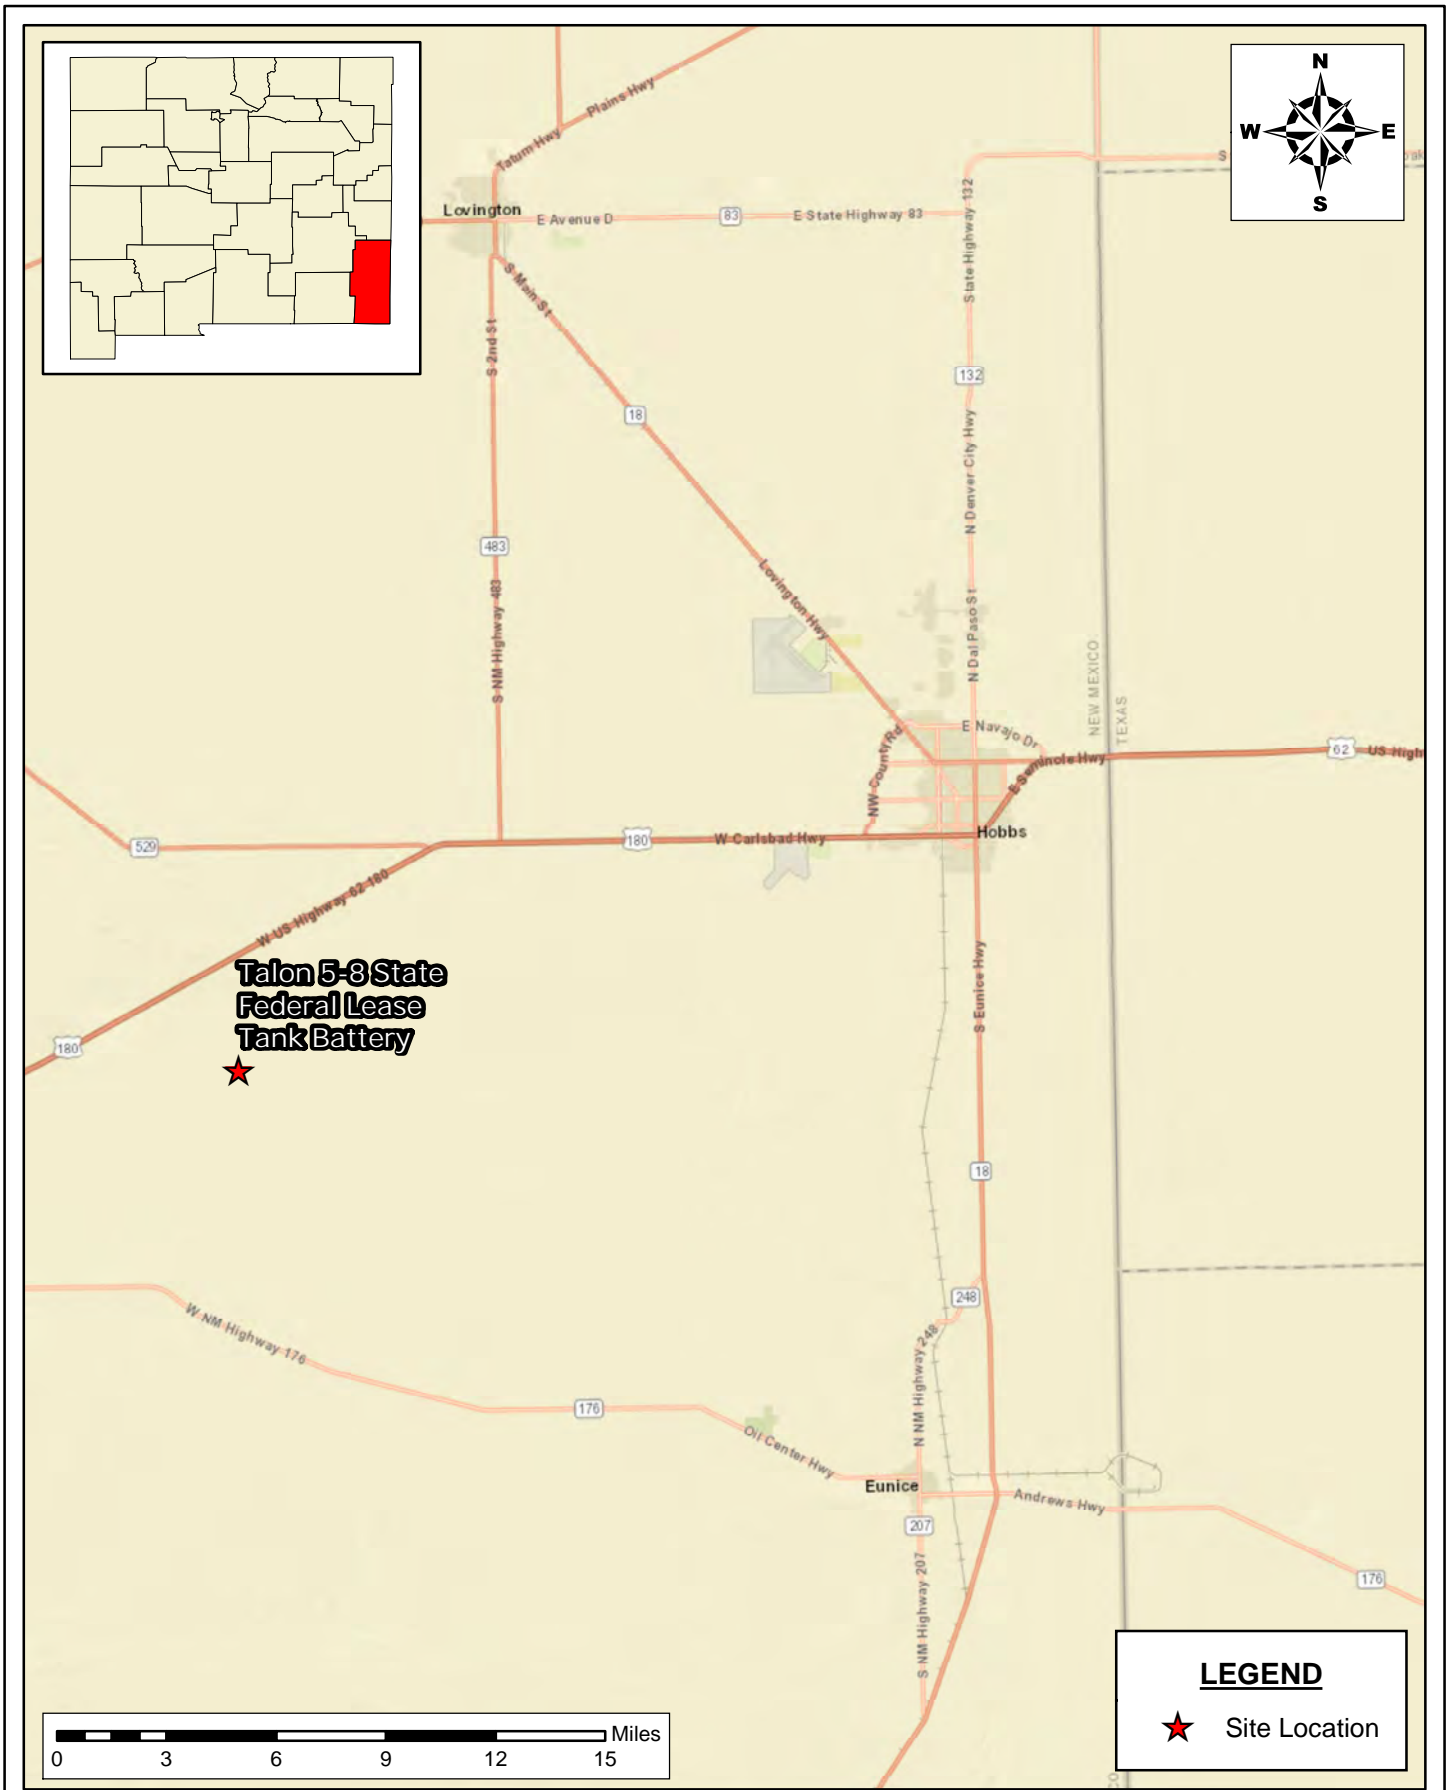 N
W
E
S
Plains Hwy
Tatum Hwy
Lovington
E Avenue D
83
E State Highway 83
State Highway 132
S
S Main St
S 2nd St
18
132
N Denver City Hwy
483
S NM Highway 483
Lovington Hwy
N Dal Paso St
NEW MEXICO
TEXAS
NW County Rd
E Navajo Dr
E Seminole Hwy
62
US High
529
180
W Carlsbad Hwy
Hobbs
W US Highway 62 180
Talon 5-8 State
Federal Lease
Tank Battery
180
S Eunice Hwy
18
248
N NM Highway 248
W NM Highway 176
176
Oil Center Hwy
Eunice
Andrews Hwy
207
S NM Highway 207
176
LEGEND
Site Location
Miles
0 3 6 9 12 15